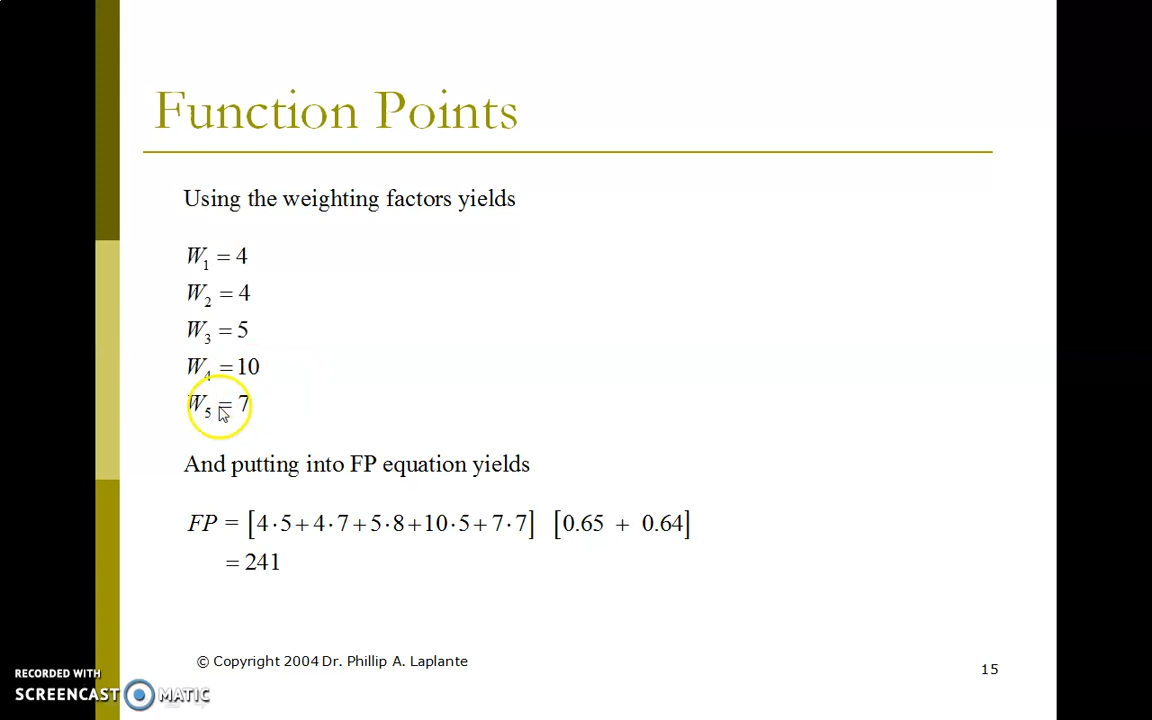 Function Points
Using the weighting factors yields
W₁ = 4
W₂ = 4
W₃ = 5
W₄ = 10
W₅ = 7
And putting into FP equation yields
FP = [4·5+4·7+5·8+10·5+7·7] [0.65 + 0.64]
= 241
© Copyright 2004 Dr. Phillip A. Laplante
15
RECORDED WITH
SCREENCAST MATIC